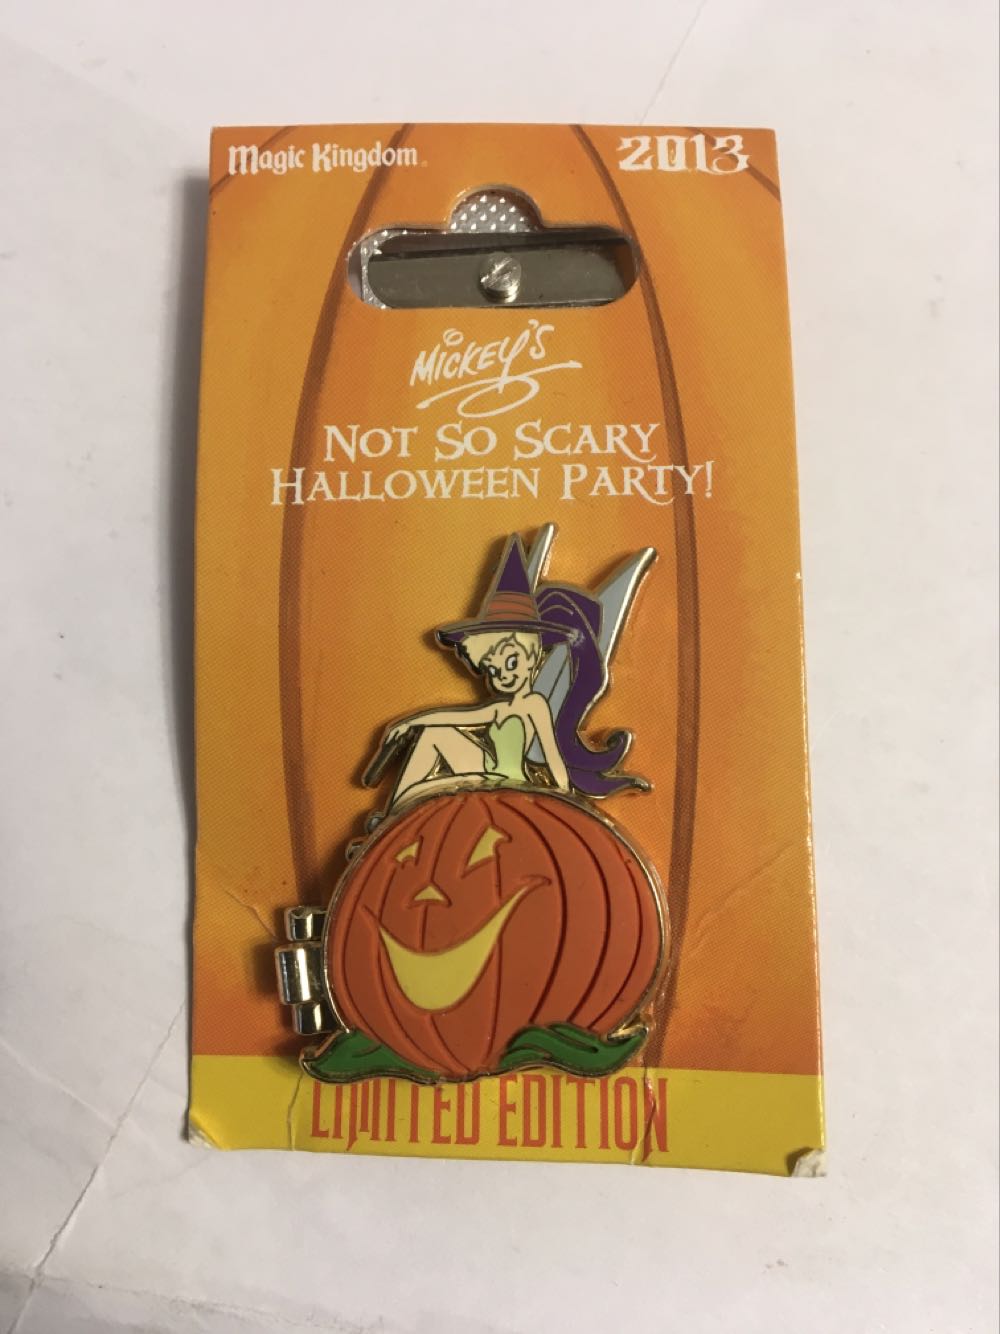 Magic Kingdom®
2013
Mickey's
Not So Scary
Halloween Party!
LIMITED EDITION